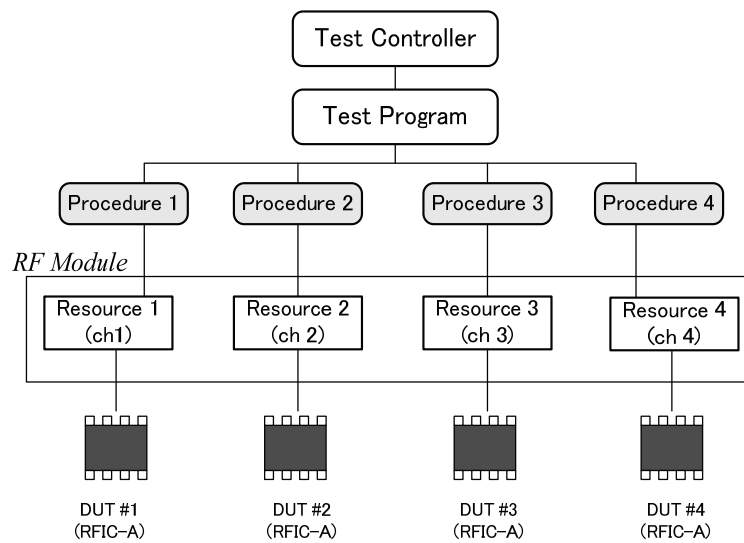 Test Controller
Test Program
Procedure 1
Procedure 2
Procedure 3
Procedure 4
RF Module
Resource 1
(ch1)
Resource 2
(ch 2)
Resource 3
(ch 3)
Resource 4
(ch 4)
DUT #1
(RFIC-A)
DUT #2
(RFIC-A)
DUT #3
(RFIC-A)
DUT #4
(RFIC-A)